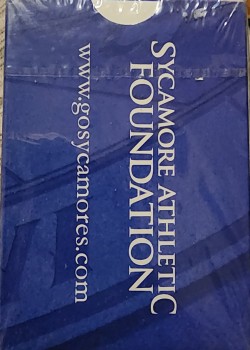 SYCAMORE ATHLETIC
FOUNDATION
www.gosycamores.com